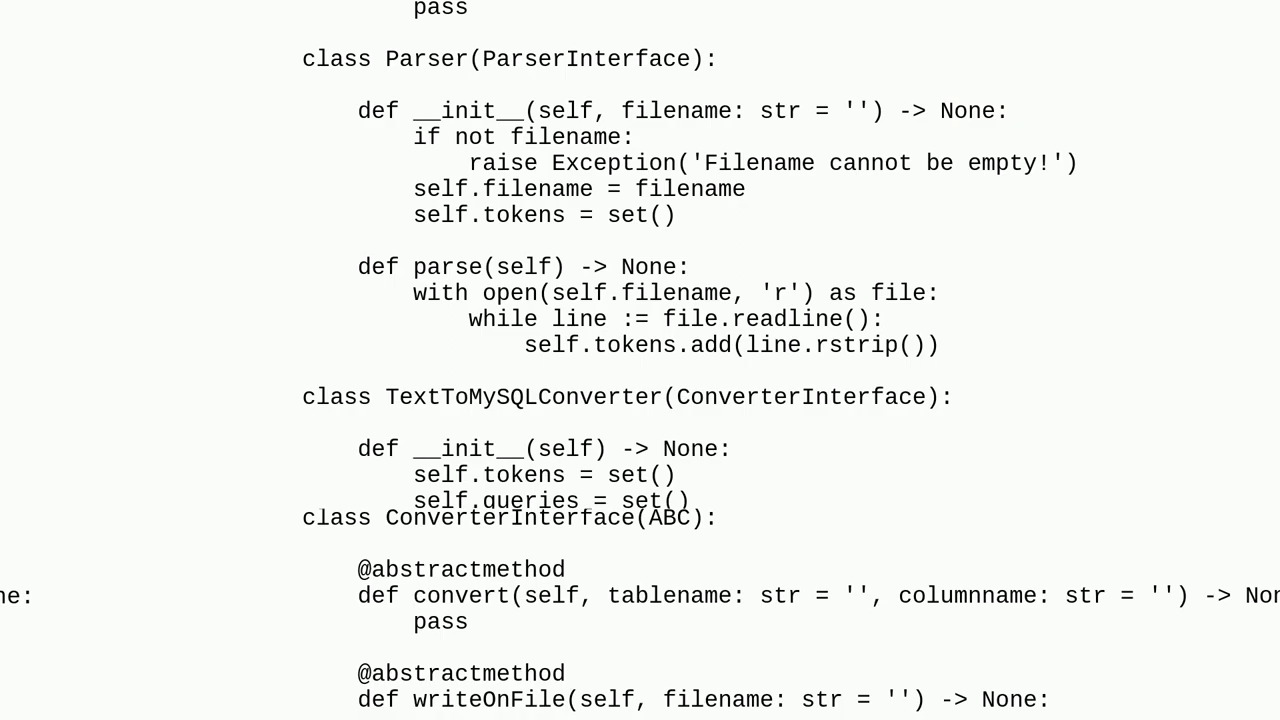 pass

class Parser(ParserInterface):

    def __init__(self, filename: str = '') -> None:
        if not filename:
            raise Exception('Filename cannot be empty!')
        self.filename = filename
        self.tokens = set()

    def parse(self) -> None:
        with open(self.filename, 'r') as file:
            while line := file.readline():
                self.tokens.add(line.rstrip())

class TextToMySQLConverter(ConverterInterface):

    def __init__(self) -> None:
        self.tokens = set()
        self.queries = set()
class ConverterInterface(ABC):

    @abstractmethod
    def convert(self, tablename: str = '', columnname: str = '') -> Non
        pass

    @abstractmethod
    def writeOnFile(self, filename: str = '') -> None: